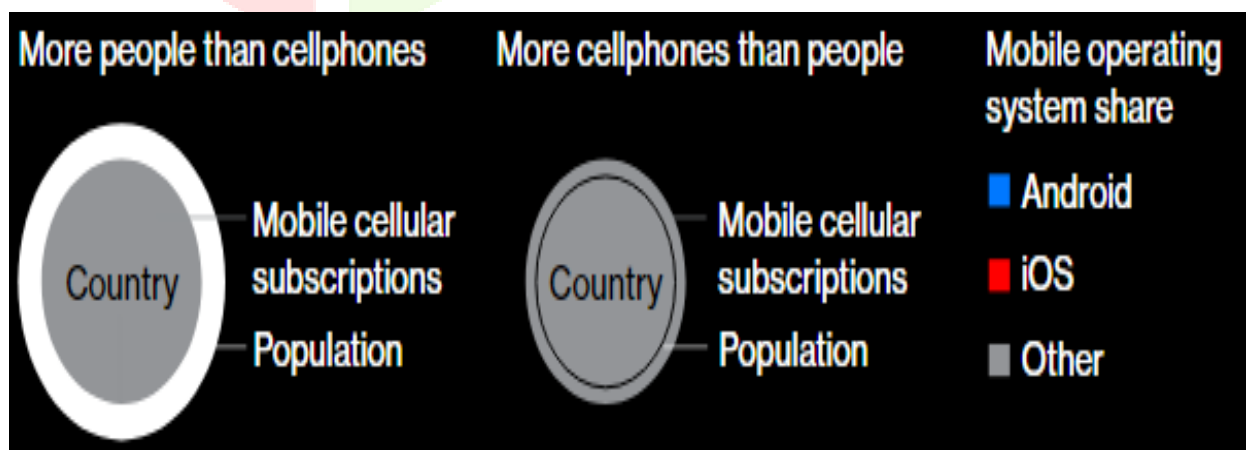 More people than cellphones
Country
Mobile cellular
subscriptions
Population
More cellphones than people
Country
Mobile cellular
subscriptions
Population
Mobile operating
system share
Android
iOS
Other